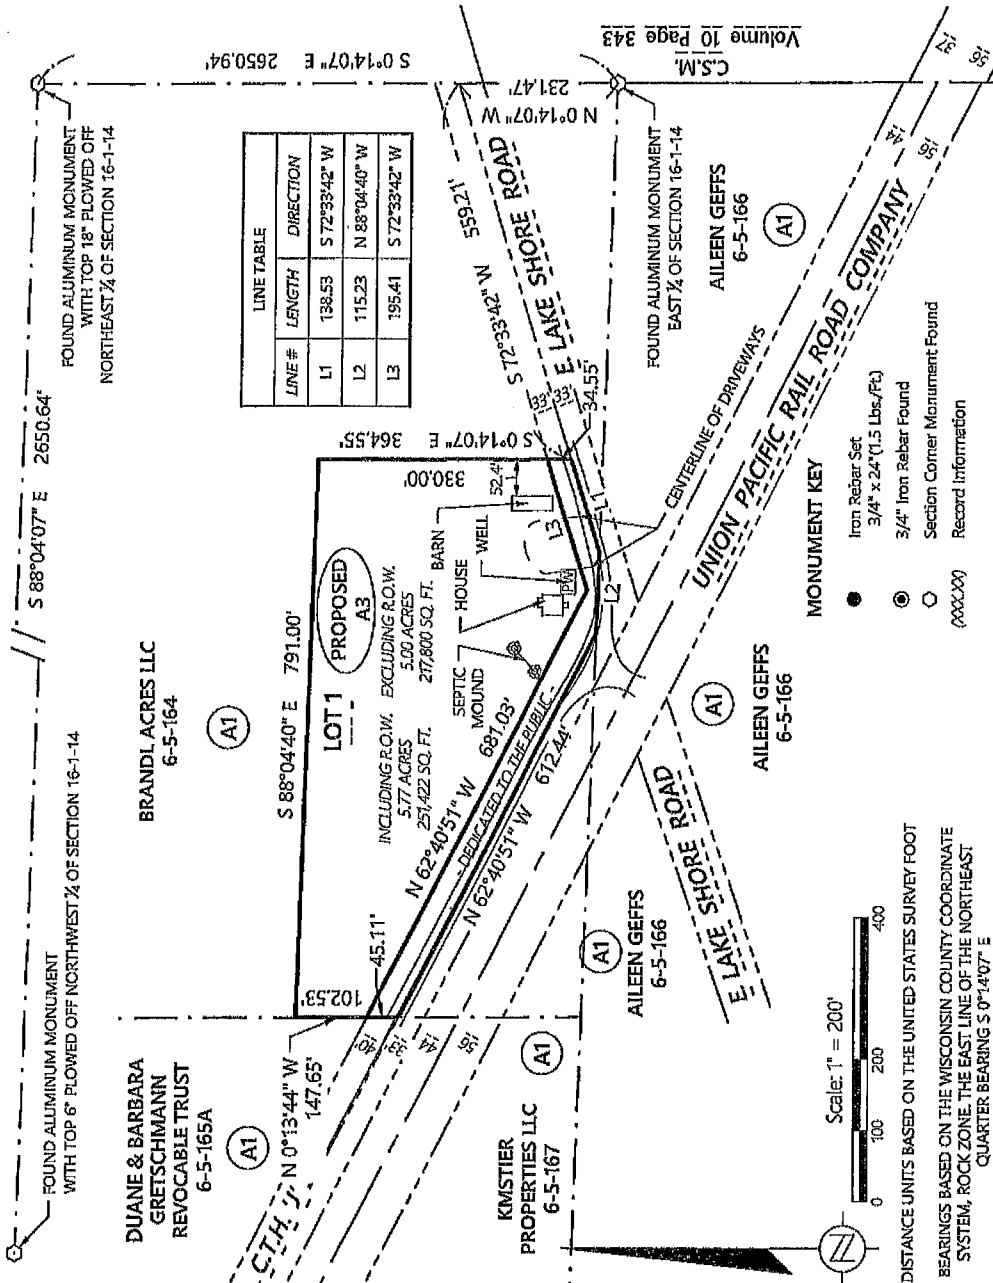 FOUND ALUMINUM MONUMENT
WITH TOP 6" PLOWED OFF NORTHWEST ¼ OF SECTION 16-1-14
S 88°04'07" E 2650.64'
FOUND ALUMINUM MONUMENT
WITH TOP 18" PLOWED OFF
NORTHEAST ¼ OF SECTION 16-1-14
S 0°14'07" E 2650.94'
BRANDL ACRES LLC
6-5-164
A1
DUANE & BARBARA
GRETSCHMANN
REVOCABLE TRUST
6-5-165A
A1
LINE TABLE
LINE # LENGTH DIRECTION
L1 138.53 S 72°33'42" W
L2 115.23 N 88°04'40" W
L3 195.41 S 72°33'42" W
S 88°04'40" E 791.00'
LOT 1
PROPOSED
A3
INCLUDING R.O.W.
5.77 ACRES
251,422 SQ. FT.
EXCLUDING R.O.W.
5.00 ACRES
217,800 SQ. FT.
S 0°14'07" E 364.55'
330.00'
34.55'
52.4'
BARN
WELL
HOUSE
PW
SEPTIC
MOUND
L3
L1
L2
102.53'
45.11'
N 0°13'44" W
147.65'
N 62°40'51" W 681.03'
- DEDICATED TO THE PUBLIC -
N 62°40'51" W 612.44'
C.T.H. 'J'
40'
33'
44'
56'
S 72°33'42" W 559.21'
33'
33'
E LAKE SHORE ROAD
N 0°14'07" W
231.47'
C.S.M.
Volume 10 Page 343
37
56
44'
56'
FOUND ALUMINUM MONUMENT
EAST ¼ OF SECTION 16-1-14
AILEEN GEFFS
6-5-166
A1
CENTERLINE OF DRIVEWAYS
UNION PACIFIC RAIL ROAD COMPANY
AILEEN GEFFS
6-5-166
A1
E LAKE SHORE ROAD
AILEEN GEFFS
6-5-166
A1
KMSTIER
PROPERTIES LLC
6-5-167
A1
MONUMENT KEY
Iron Rebar Set
3/4" x 24"(1.5 Lbs./Ft.)
3/4" Iron Rebar Found
Section Corner Monument Found
(XXX.XX) Record Information
N
Scale: 1" = 200'
0 100 200 400
DISTANCE UNITS BASED ON THE UNITED STATES SURVEY FOOT
BEARINGS BASED ON THE WISCONSIN COUNTY COORDINATE
SYSTEM, ROCK ZONE. THE EAST LINE OF THE NORTHEAST
QUARTER BEARING S 0°14'07" E